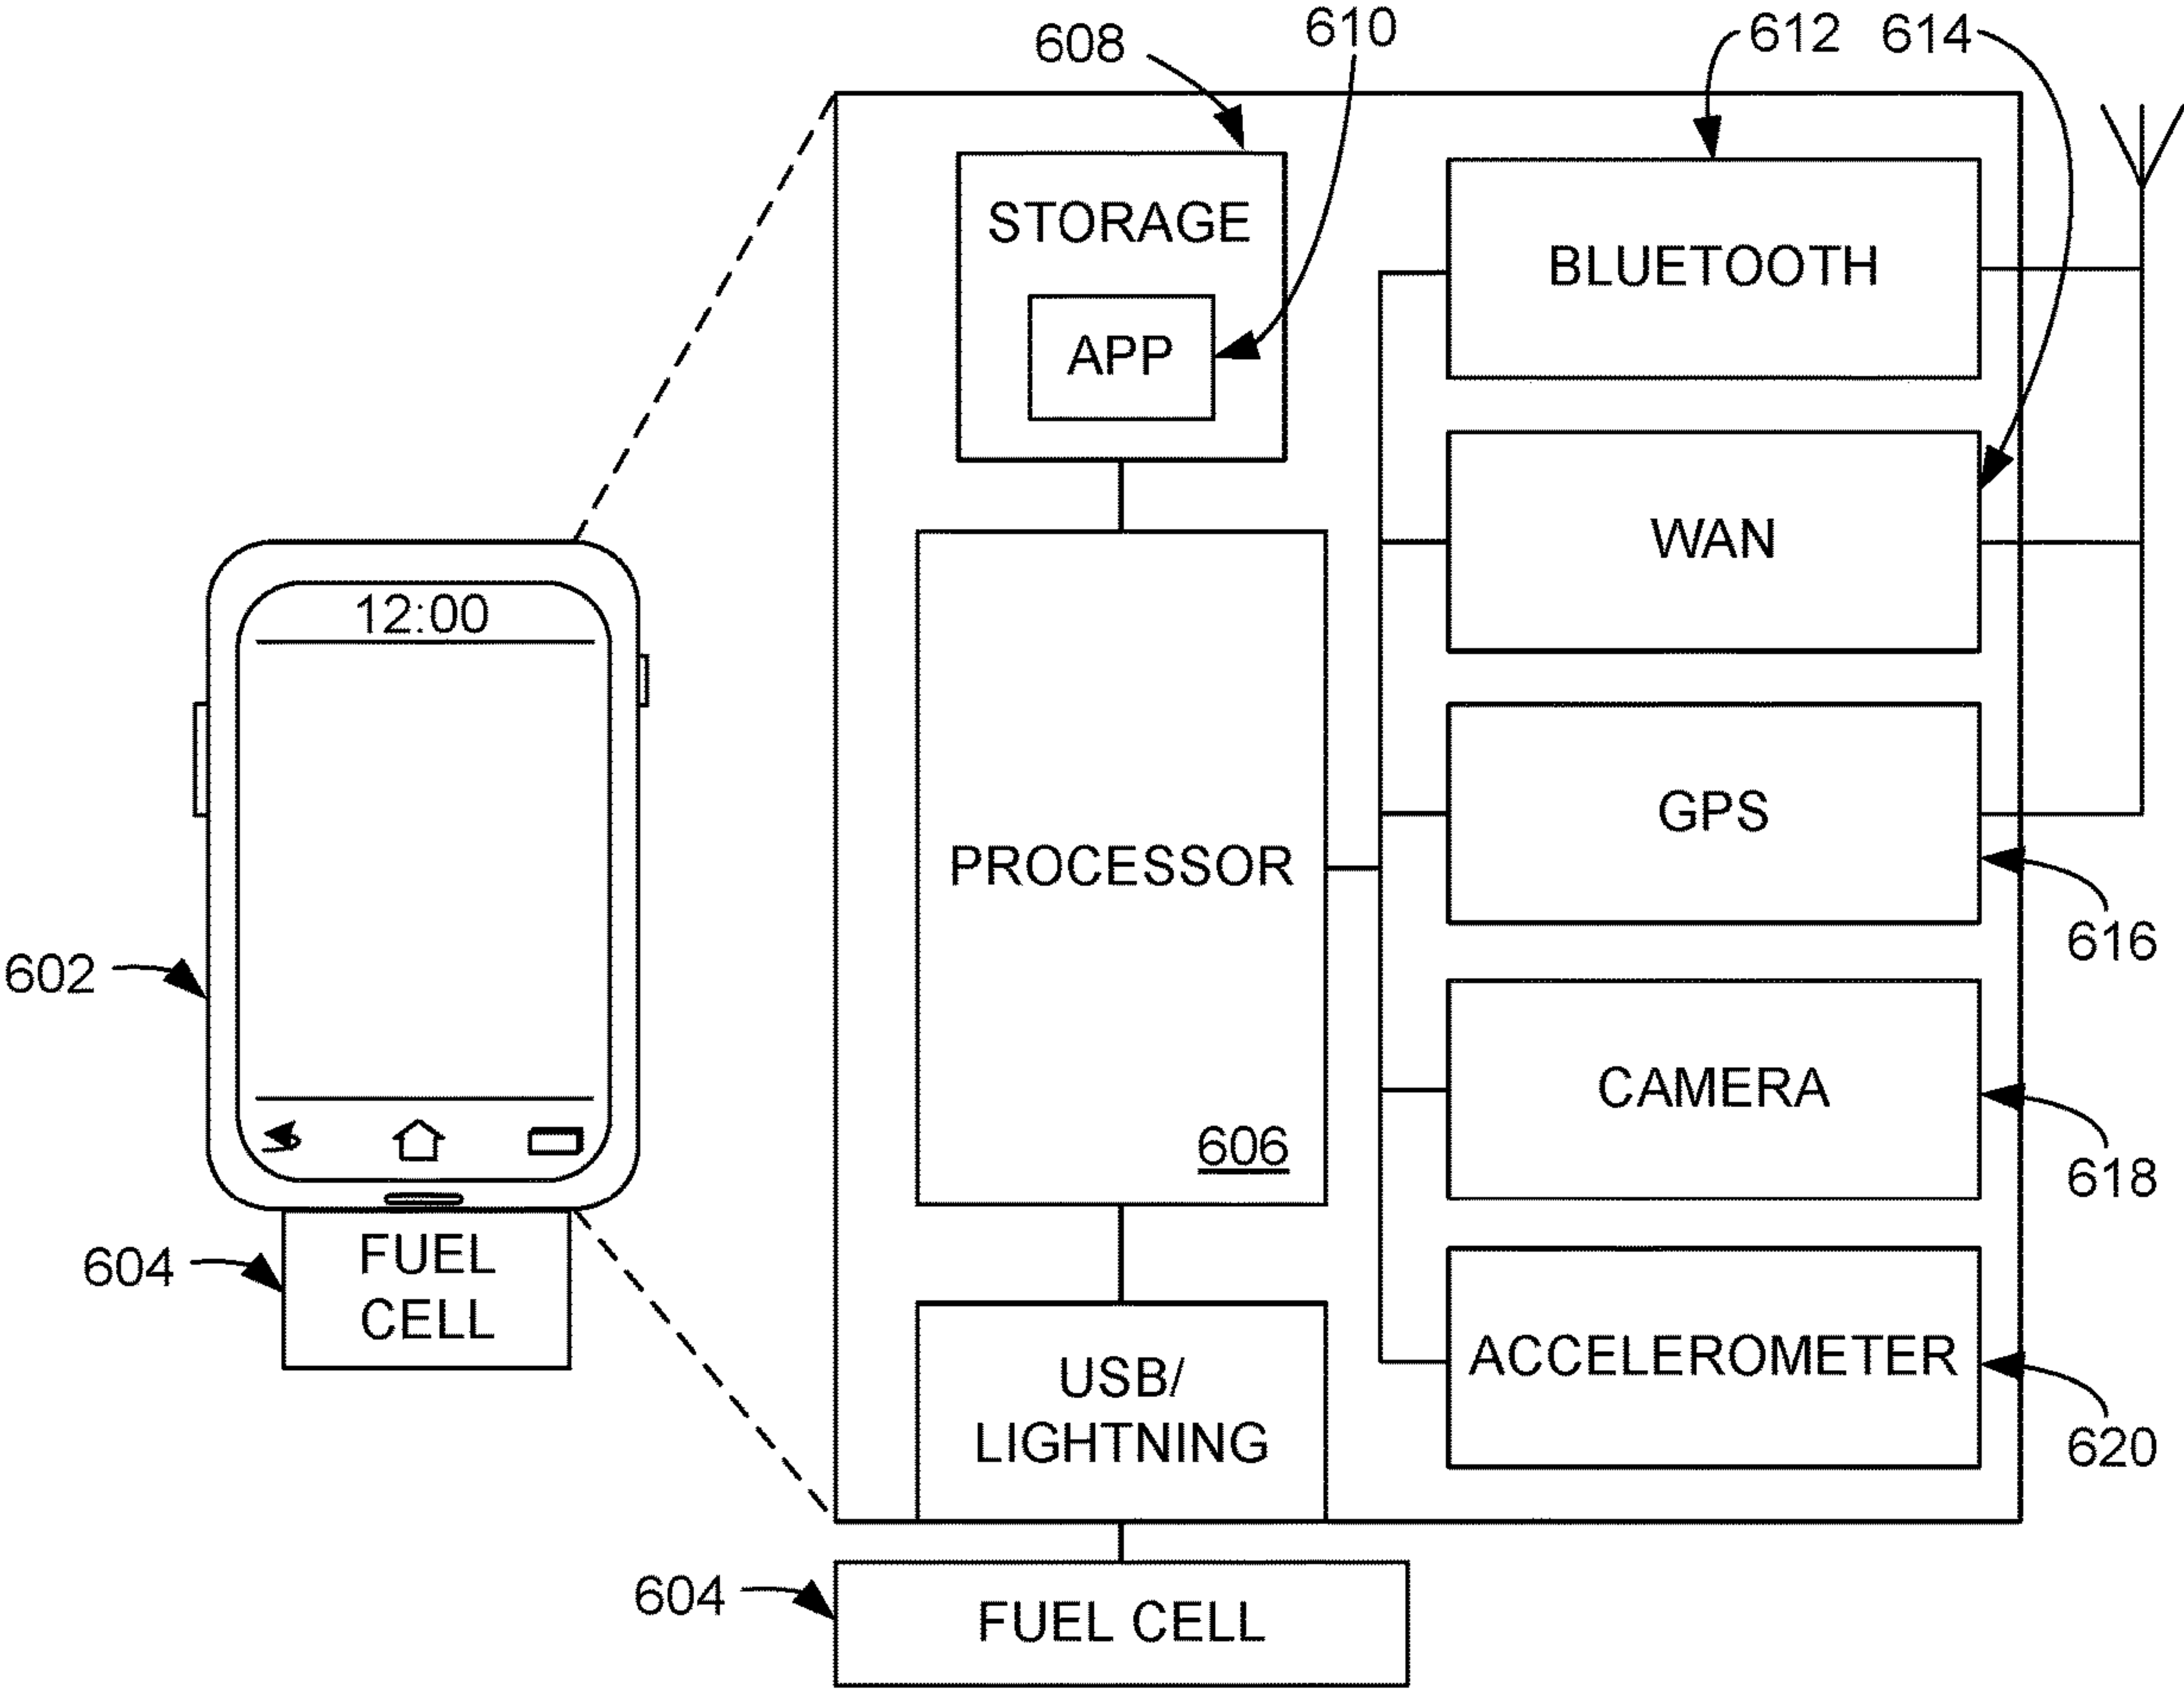 610
612 614
608
STORAGE
APP
BLUETOOTH
WAN
12:00
GPS
PROCESSOR
616
602
CAMERA
606
618
FUEL
CELL
604
ACCELEROMETER
USB/
LIGHTNING
620
604
FUEL CELL